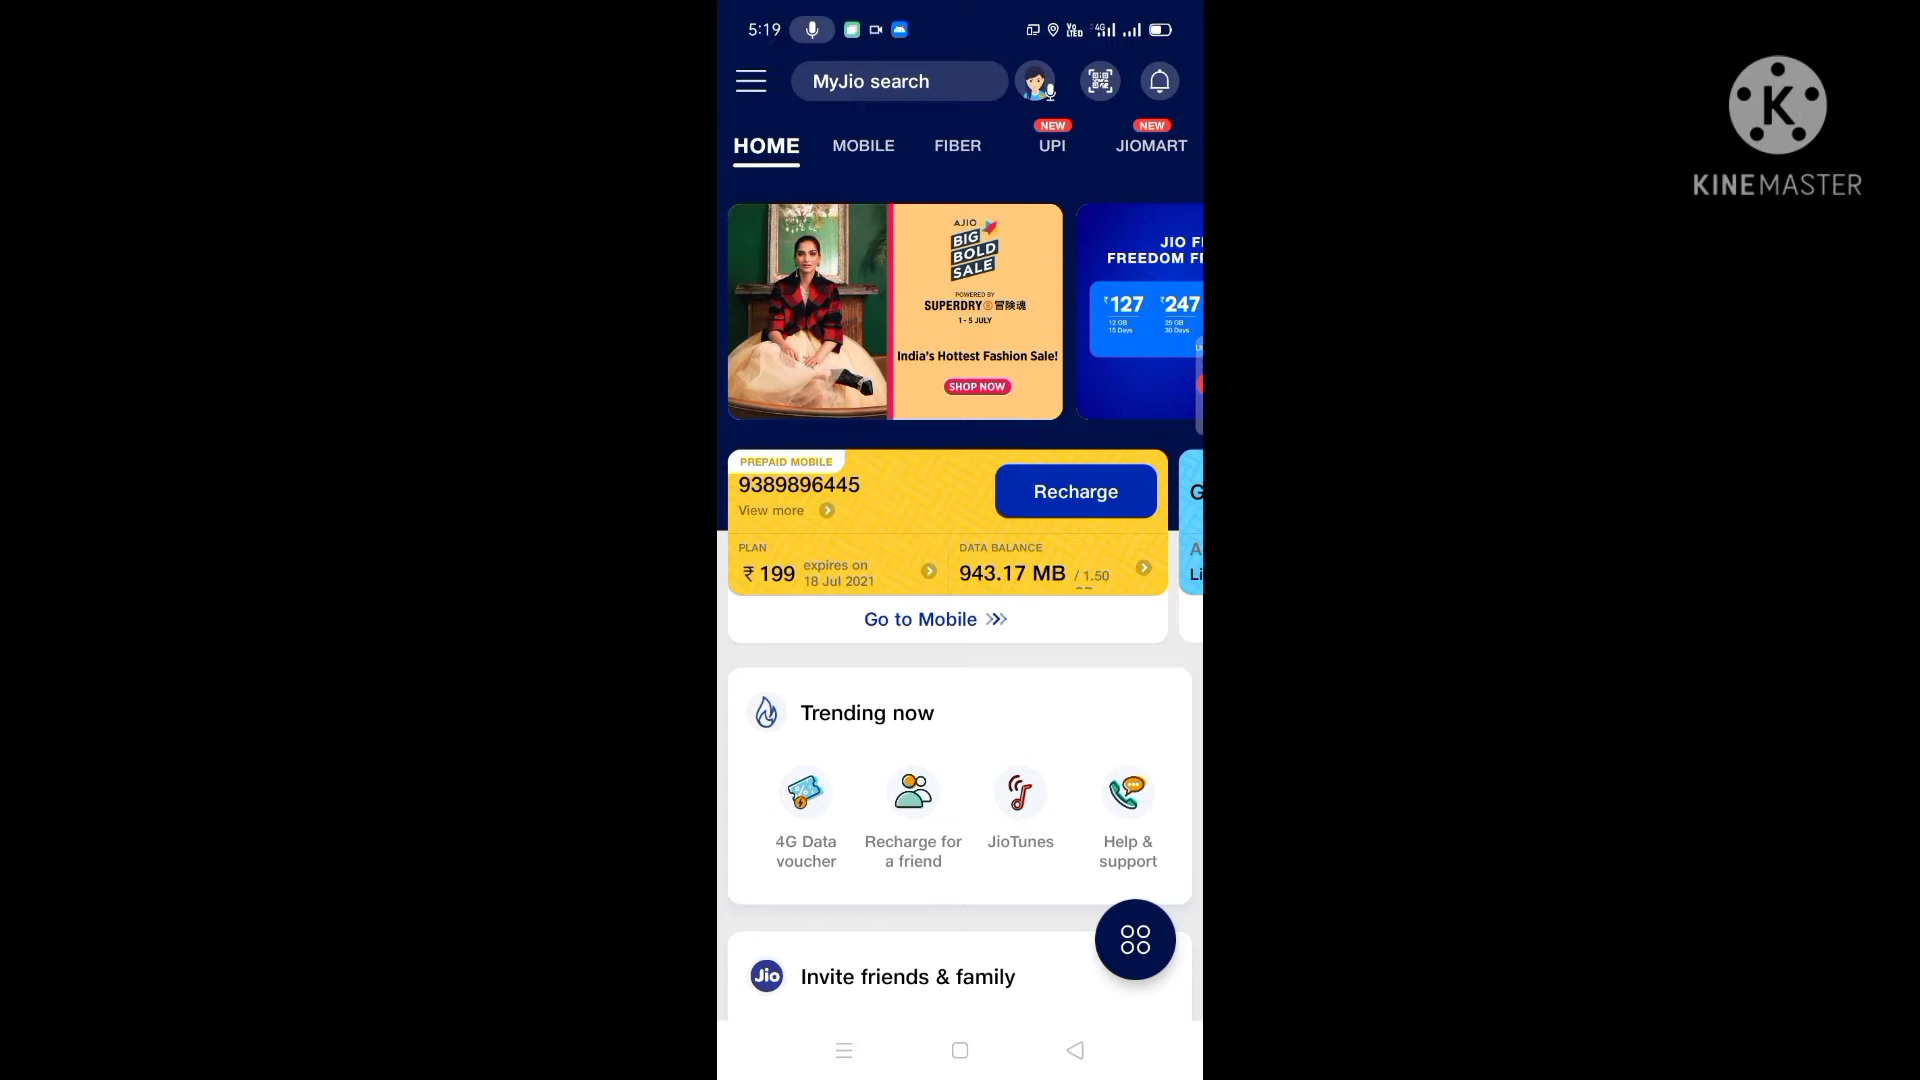 5:19
Vo
LTED
4G
MyJio search
HOME
MOBILE
FIBER
NEW
UPI
NEW
JIOMART
AJIO
BIG
BOLD
SALE
POWERED BY
SUPERDRY® 冒険魂
1 - 5 JULY
India's Hottest Fashion Sale!
SHOP NOW
JIO F
FREEDOM F
₹127
12 GB
15 Days
₹247
25 GB
30 Days
PREPAID MOBILE
9389896445
View more
Recharge
PLAN
₹ 199 expires on
18 Jul 2021
DATA BALANCE
943.17 MB / 1.50
G
A
Li
Go to Mobile
Trending now
4G Data
voucher
Recharge for
a friend
JioTunes
Help &
support
Jio
Invite friends & family
K
KINEMASTER